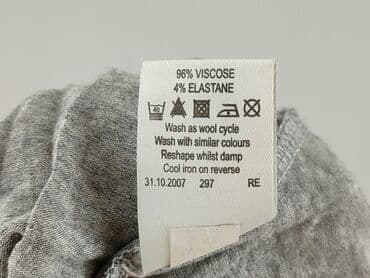 96% VISCOSE
4% ELASTANE
40
Wash as wool cycle
Wash with similar colours
Reshape whilst damp
Cool iron on reverse
31.10.2007 297 RE